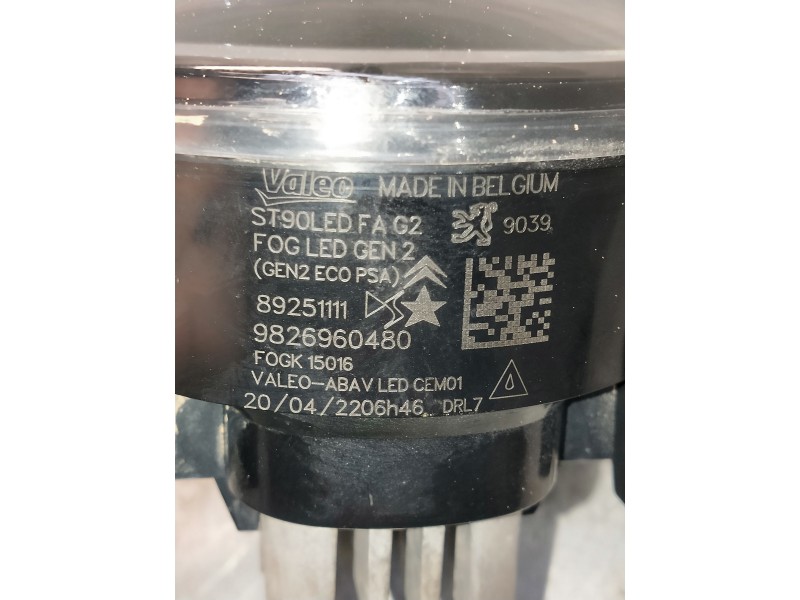 Valeo MADE IN BELGIUM
ST90LED FA G2 9039
FOG LED GEN 2
(GEN2 ECO PSA)
89251111
9826960480
FOGK 15016
VALEO-ABAV LED CEM01
20/04/2206h46 DRL7